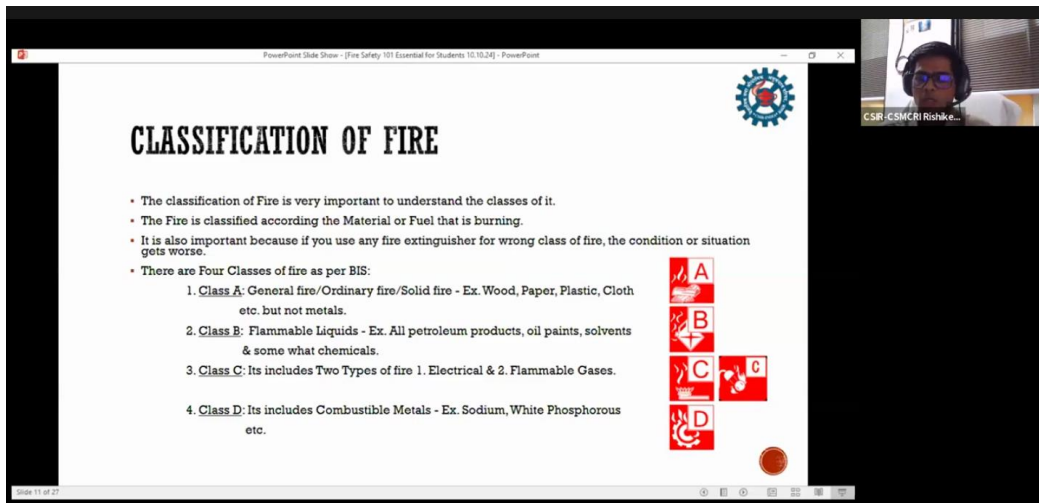 PowerPoint Slide Show - [Fire Safety 101 Essential for Students 10.10.24] - PowerPoint
CLASSIFICATION OF FIRE
▪ The classification of Fire is very important to understand the classes of it.
▪ The Fire is classified according the Material or Fuel that is burning.
▪ It is also important because if you use any fire extinguisher for wrong class of fire, the condition or situation
gets worse.
▪ There are Four Classes of fire as per BIS:
1. Class A: General fire/Ordinary fire/Solid fire - Ex. Wood, Paper, Plastic, Cloth
etc. but not metals.
2. Class B: Flammable Liquids - Ex. All petroleum products, oil paints, solvents
& some what chemicals.
3. Class C: Its includes Two Types of fire 1. Electrical & 2. Flammable Gases.
4. Class D: Its includes Combustible Metals - Ex. Sodium, White Phosphorous
etc.
A
B
C C
D
CSIR-CSMCRI Rishike...
Slide 11 of 27